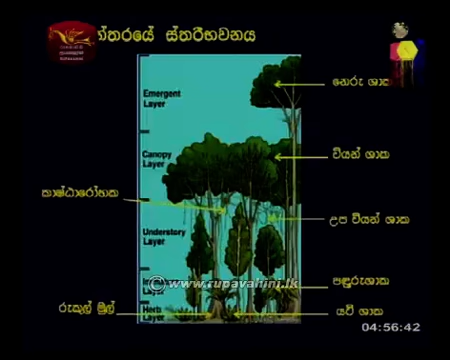 ස්තරීභවනය
Emergent
Layer
නෙරු ශාක
Canopy
Layer
වියන් ශාක
කාෂ්ඨාරෝහක
උප වියන් ශාක
Understory
Layer
පඳුරුශාක
© www.rupavahini.lk
රුකුල් මුල්
Herb
Layer
යටි ශාක
04:56:42